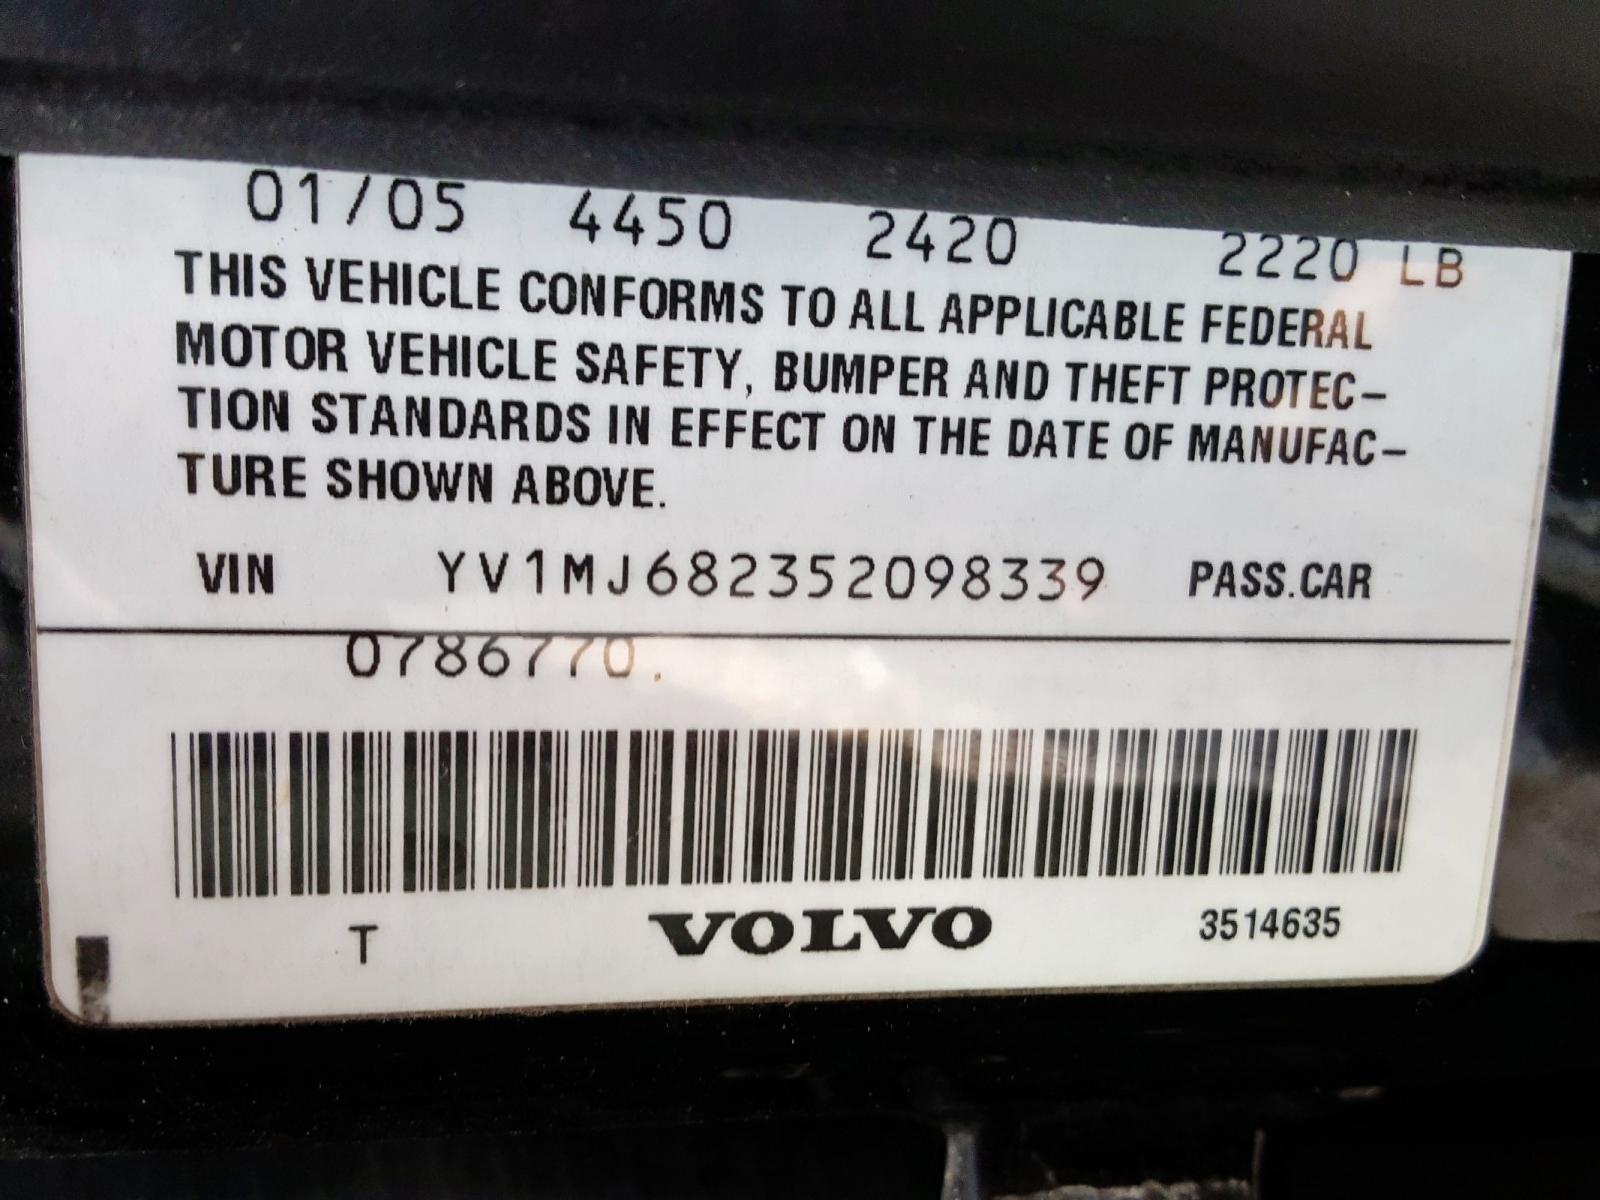 01/05 4450 2420 2220 LB
THIS VEHICLE CONFORMS TO ALL APPLICABLE FEDERAL
MOTOR VEHICLE SAFETY, BUMPER AND THEFT PROTEC-
TION STANDARDS IN EFFECT ON THE DATE OF MANUFAC-
TURE SHOWN ABOVE.
VIN YV1MJ682352098339 PASS.CAR
0786770.
T VOLVO 3514635